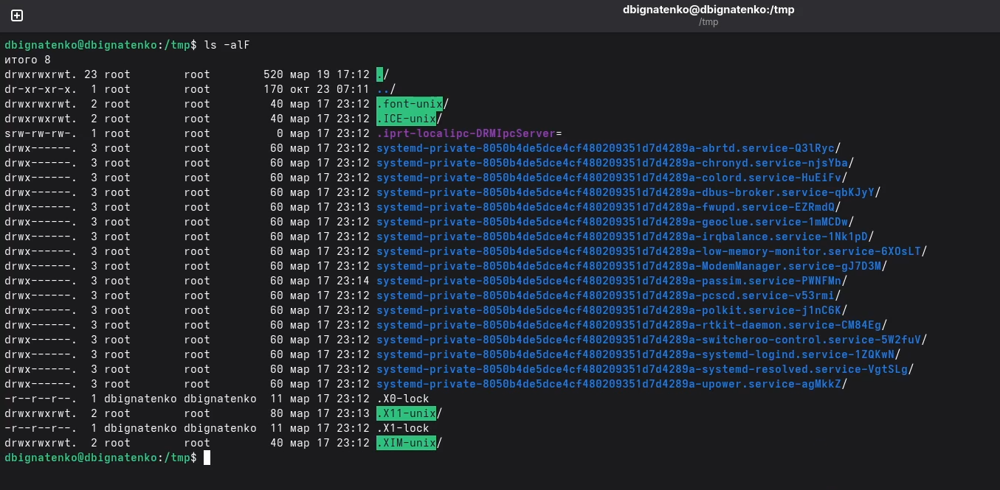 dbignatenko@dbignatenko:/tmp
/tmp
dbignatenko@dbignatenko:/tmp$ ls -alF
итого 8
drwxrwxrwt. 23 root        root        520 мар 19 17:12 ./
dr-xr-xr-x.  1 root        root        170 окт 23 07:11 ../
drwxrwxrwt.  2 root        root         40 мар 17 23:12 .font-unix/
drwxrwxrwt.  2 root        root         40 мар 17 23:12 .ICE-unix/
srw-rw-rw-.  1 root        root          0 мар 17 23:12 .iprt-localipc-DRMIpcServer=
drwx------.  3 root        root         60 мар 17 23:12 systemd-private-8050b4de5dce4cf480209351d7d4289a-abrtd.service-Q3lRyc/
drwx------.  3 root        root         60 мар 17 23:12 systemd-private-8050b4de5dce4cf480209351d7d4289a-chronyd.service-njsYba/
drwx------.  3 root        root         60 мар 17 23:12 systemd-private-8050b4de5dce4cf480209351d7d4289a-colord.service-HuEiFv/
drwx------.  3 root        root         60 мар 17 23:12 systemd-private-8050b4de5dce4cf480209351d7d4289a-dbus-broker.service-qbKJyY/
drwx------.  3 root        root         60 мар 17 23:13 systemd-private-8050b4de5dce4cf480209351d7d4289a-fwupd.service-EZRmdQ/
drwx------.  3 root        root         60 мар 17 23:12 systemd-private-8050b4de5dce4cf480209351d7d4289a-geoclue.service-1mMCDw/
drwx------.  3 root        root         60 мар 17 23:12 systemd-private-8050b4de5dce4cf480209351d7d4289a-irqbalance.service-1Nk1pD/
drwx------.  3 root        root         60 мар 17 23:12 systemd-private-8050b4de5dce4cf480209351d7d4289a-low-memory-monitor.service-6XOsLT/
drwx------.  3 root        root         60 мар 17 23:12 systemd-private-8050b4de5dce4cf480209351d7d4289a-ModemManager.service-gJ7D3M/
drwx------.  3 root        root         60 мар 17 23:14 systemd-private-8050b4de5dce4cf480209351d7d4289a-passim.service-PWNFMn/
drwx------.  3 root        root         60 мар 17 23:12 systemd-private-8050b4de5dce4cf480209351d7d4289a-pcscd.service-v53rmi/
drwx------.  3 root        root         60 мар 17 23:12 systemd-private-8050b4de5dce4cf480209351d7d4289a-polkit.service-j1nC6K/
drwx------.  3 root        root         60 мар 17 23:12 systemd-private-8050b4de5dce4cf480209351d7d4289a-rtkit-daemon.service-CM84Eg/
drwx------.  3 root        root         60 мар 17 23:12 systemd-private-8050b4de5dce4cf480209351d7d4289a-switcheroo-control.service-5W2fuV/
drwx------.  3 root        root         60 мар 17 23:12 systemd-private-8050b4de5dce4cf480209351d7d4289a-systemd-logind.service-1ZQKwN/
drwx------.  3 root        root         60 мар 17 23:12 systemd-private-8050b4de5dce4cf480209351d7d4289a-systemd-resolved.service-VgtSLg/
drwx------.  3 root        root         60 мар 17 23:12 systemd-private-8050b4de5dce4cf480209351d7d4289a-upower.service-agMkkZ/
-r--r--r--.  1 dbignatenko dbignatenko  11 мар 17 23:12 .X0-lock
drwxrwxrwt.  2 root        root         80 мар 17 23:13 .X11-unix/
-r--r--r--.  1 dbignatenko dbignatenko  11 мар 17 23:12 .X1-lock
drwxrwxrwt.  2 root        root         40 мар 17 23:12 .XIM-unix/
dbignatenko@dbignatenko:/tmp$